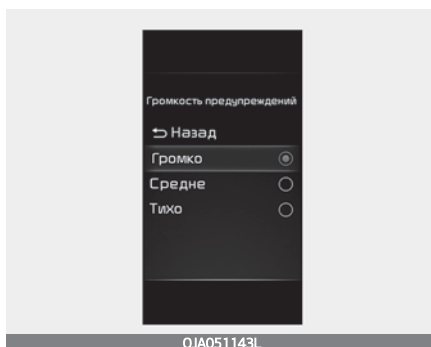 Громкость предупреждений
Назад
Громко
Средне
Тихо
OJA051143L